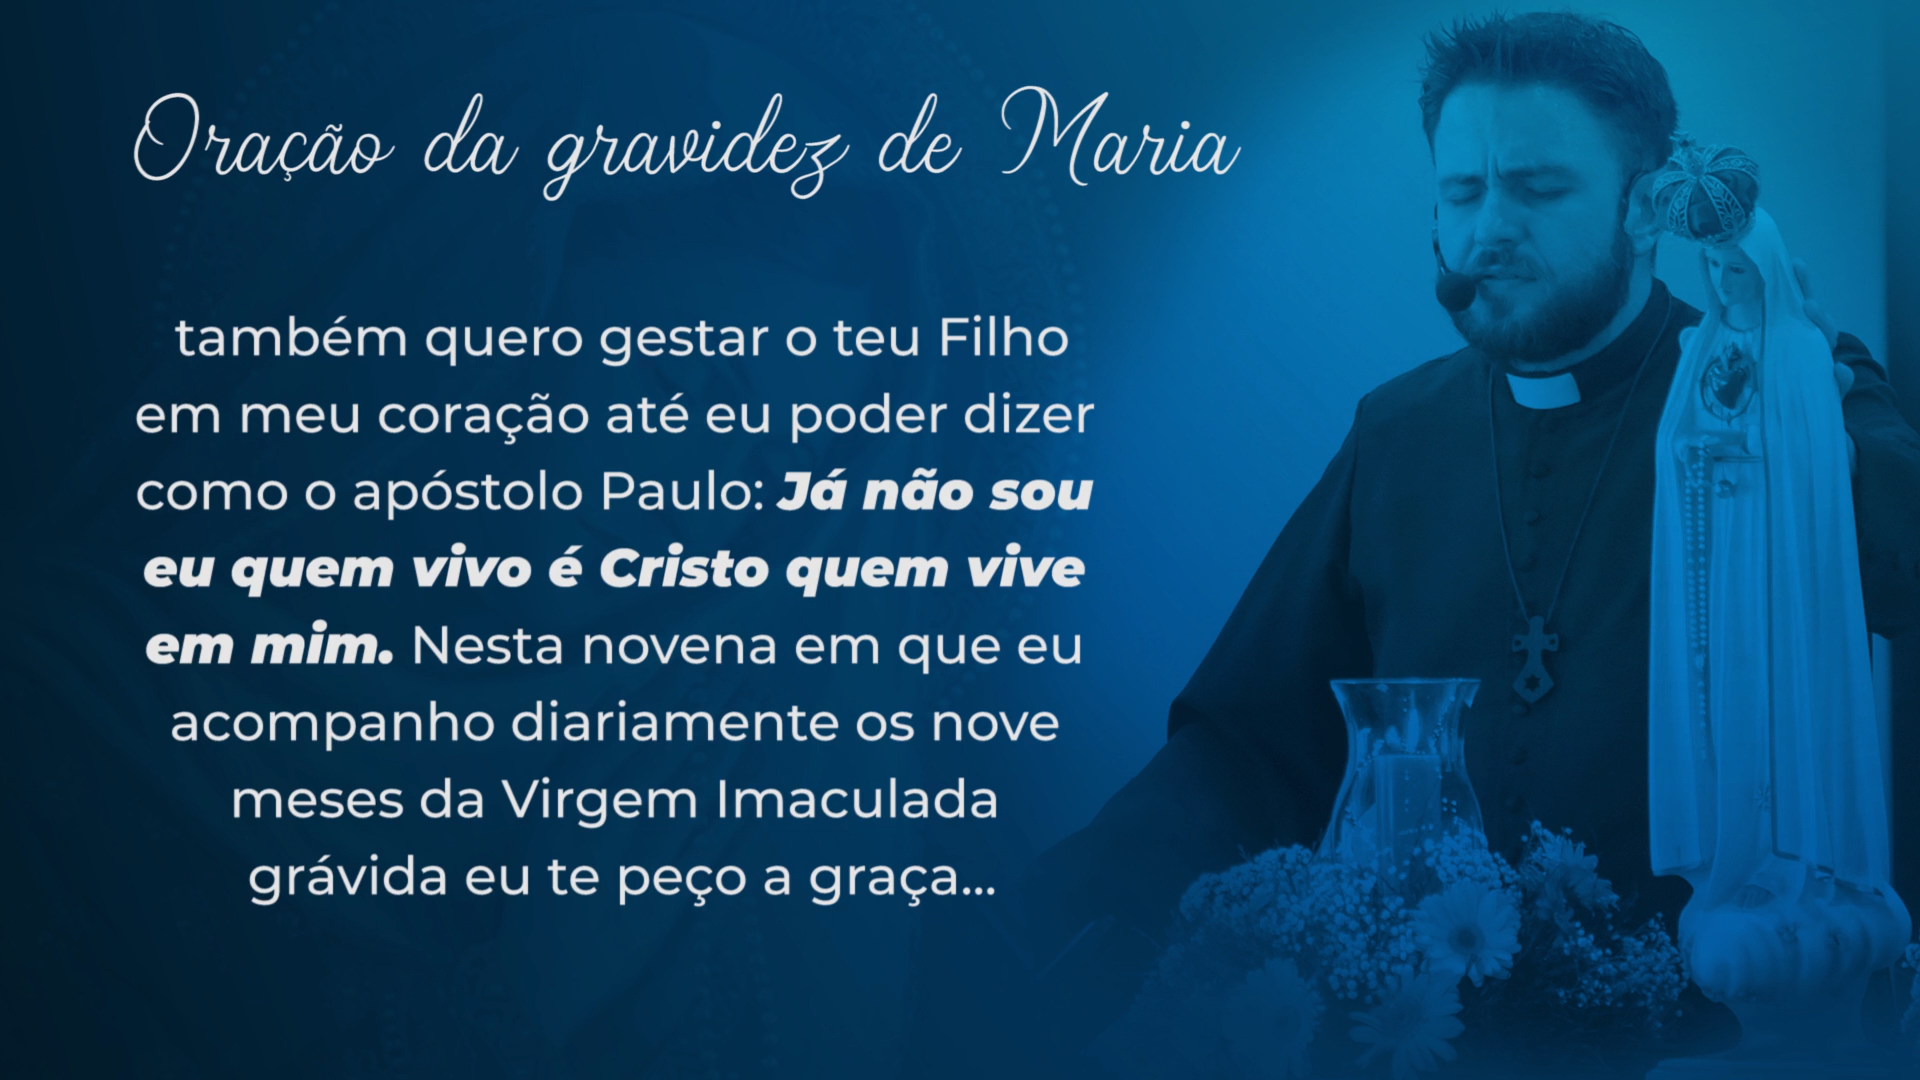 Oração da gravidez de Maria
também quero gestar o teu Filho
em meu coração até eu poder dizer
como o apóstolo Paulo: Já não sou
eu quem vivo é Cristo quem vive
em mim. Nesta novena em que eu
acompanho diariamente os nove
meses da Virgem Imaculada
grávida eu te peço a graça...